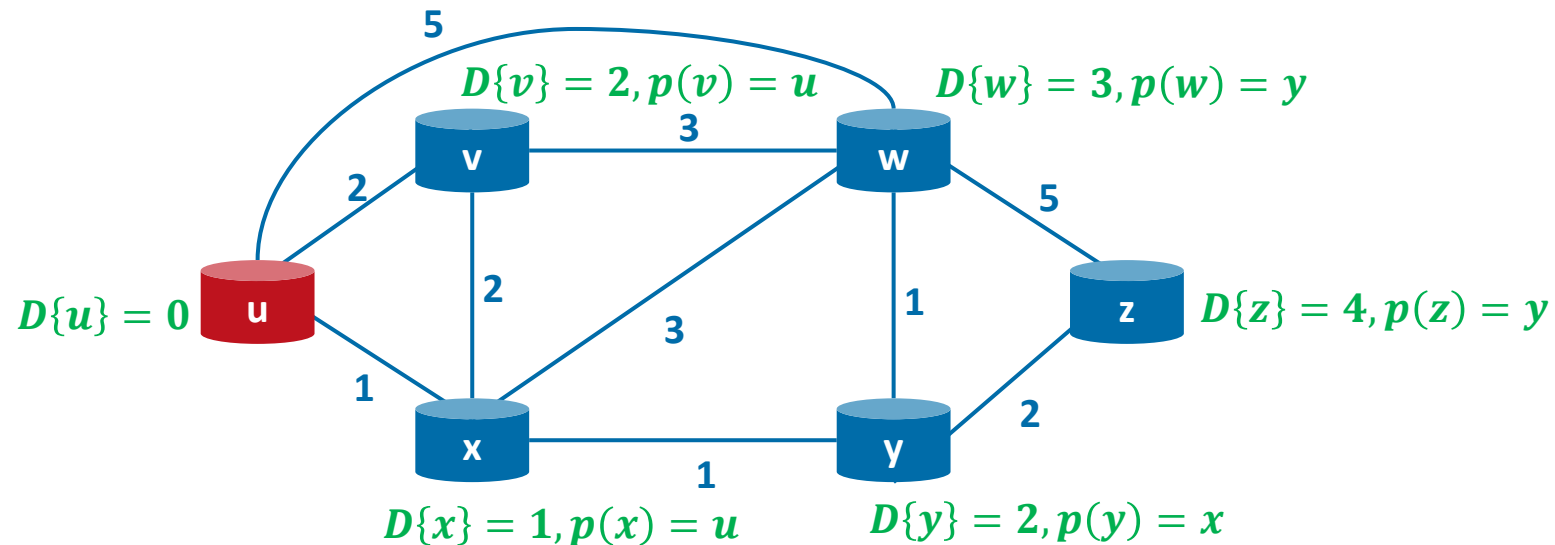 5
D{v} = 2, p(v) = u
D{w} = 3, p(w) = y
3
v
w
2
5
2
1
u
z
D{u} = 0
D{z} = 4, p(z) = y
3
1
2
x
y
1
D{x} = 1, p(x) = u
D{y} = 2, p(y) = x